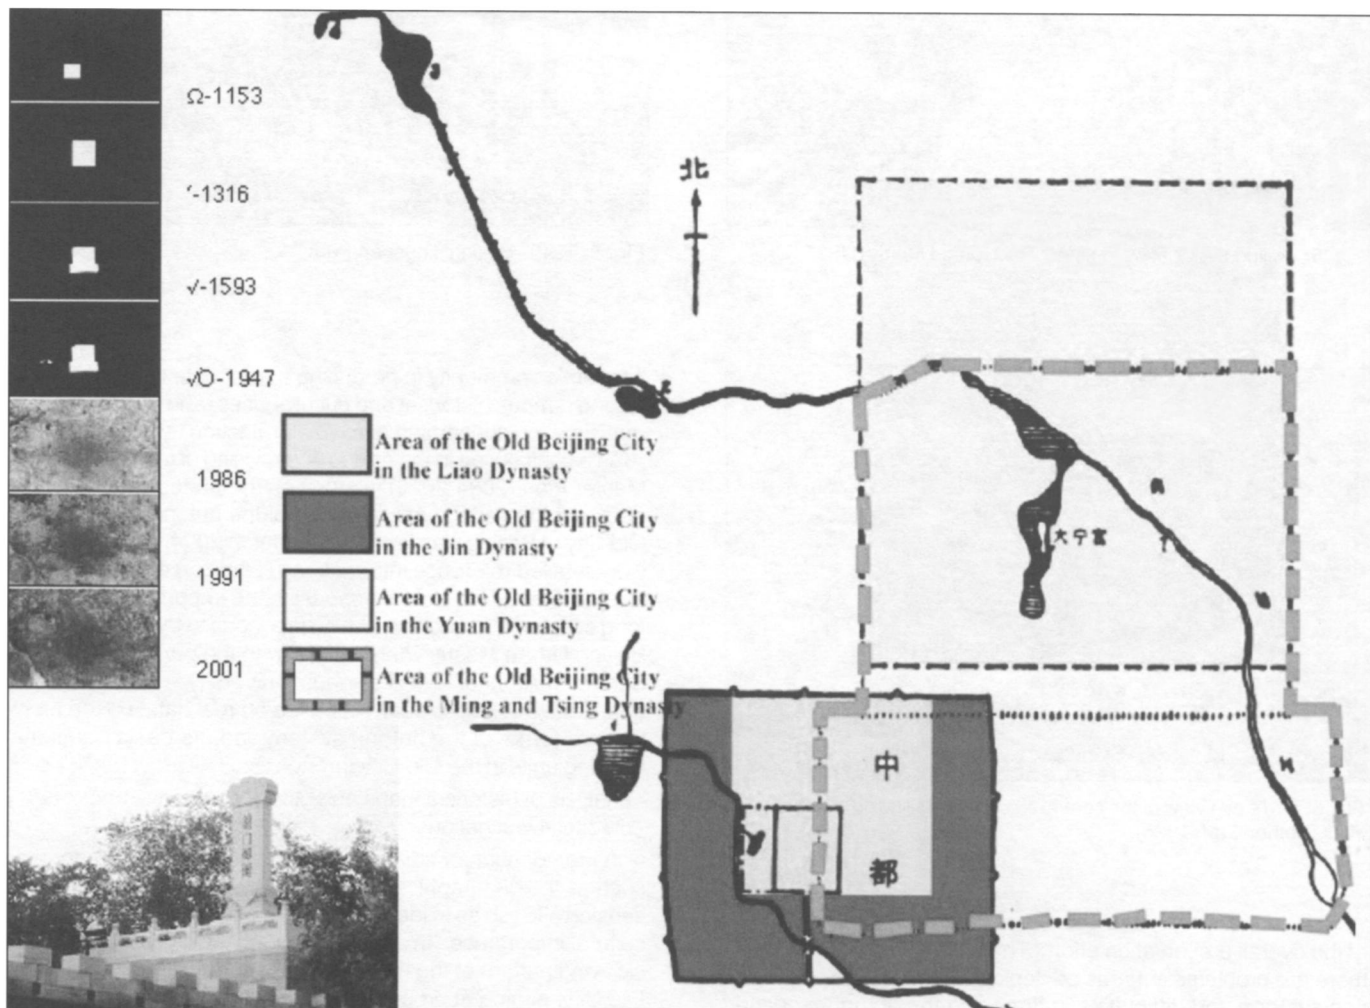 Ω-1153
‘-1316
√-1593
√O-1947
1986
1991
2001
北
Area of the Old Beijing City
in the Liao Dynasty
Area of the Old Beijing City
in the Jin Dynasty
Area of the Old Beijing City
in the Yuan Dynasty
Area of the Old Beijing City
in the Ming and Tsing Dynasty
大宁宫
中
都